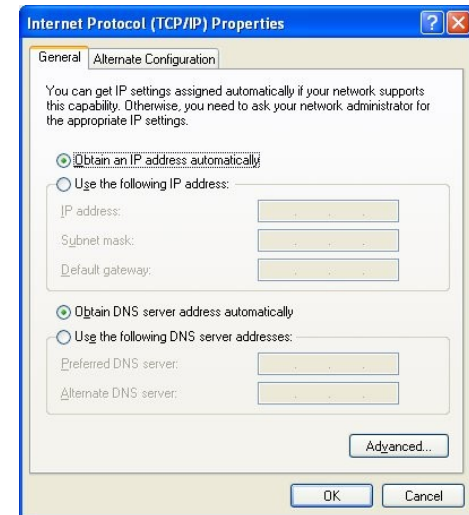 Internet Protocol (TCP/IP) Properties
General Alternate Configuration
You can get IP settings assigned automatically if your network supports
this capability. Otherwise, you need to ask your network administrator for
the appropriate IP settings.
Obtain an IP address automatically
Use the following IP address:
IP address:
Subnet mask:
Default gateway:
Obtain DNS server address automatically
Use the following DNS server addresses:
Preferred DNS server:
Alternate DNS server:
Advanced...
OK Cancel